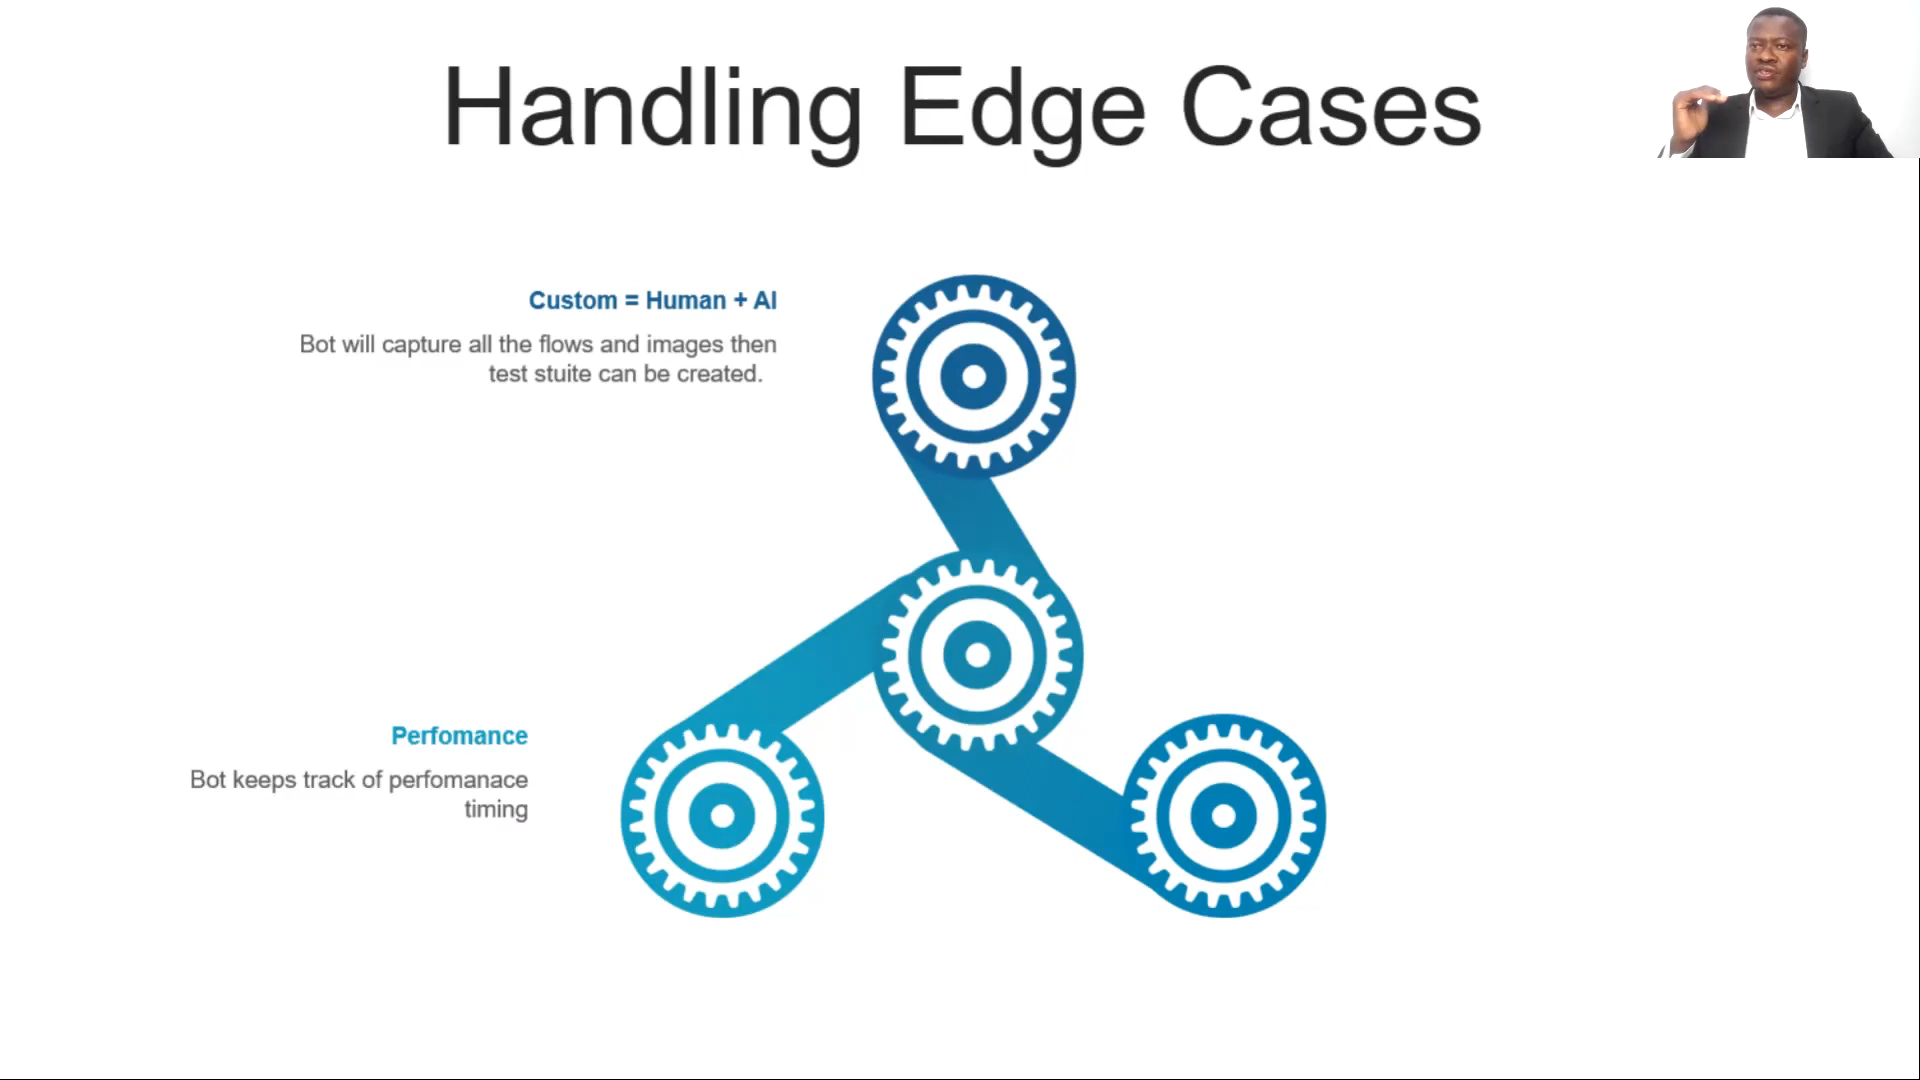 Handling Edge Cases
Custom = Human + AI
Bot will capture all the flows and images then
test stuite can be created.
Perfomance
Bot keeps track of perfomanace
timing